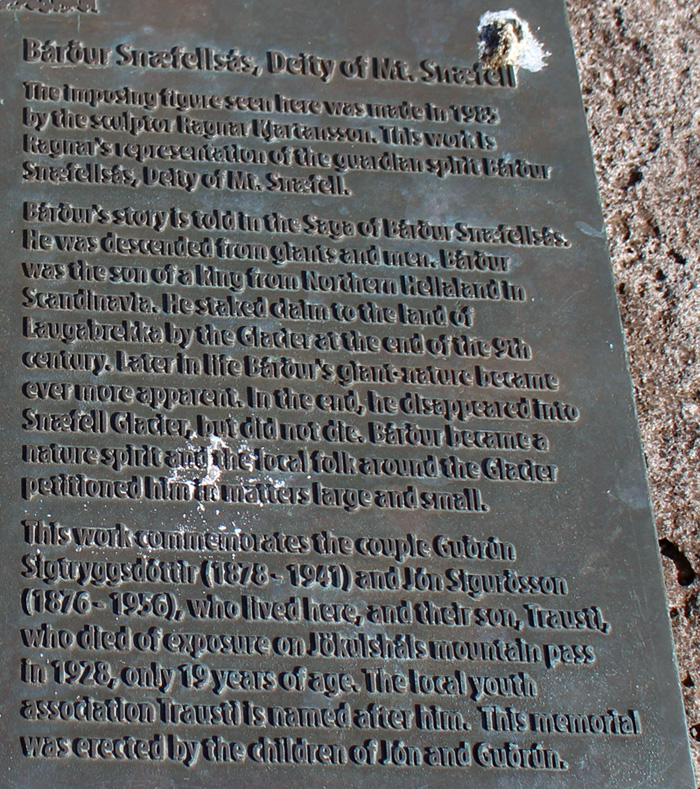 Bárður Snæfellsás, Deity of Mt. Snæfell
The imposing figure seen here was made in 1985
by the sculptor Ragnar Kjartansson. This work is
Ragnar's representation of the guardian spirit Bárður
Snæfellsás, Deity of Mt. Snæfell.
Bárður's story is told in the Saga of Bárður Snæfellsás.
He was descended from giants and men. Bárður
was the son of a king from Northern Hellaland in
Scandinavia. He staked claim to the land of
Laugabrekka by the Glacier at the end of the 9th
century. Later in life Bárður's giant-nature became
ever more apparent. In the end, he disappeared into
Snæfell Glacier, but did not die. Bárður became a
nature spirit and the local folk around the Glacier
petitioned him in matters large and small.
This work commemorates the couple Guðrún
Sigtryggsdóttir (1878 - 1941) and Jón Sigurðsson
(1876 - 1956), who lived here, and their son, Trausti,
who died of exposure on Jökulsháls mountain pass
in 1928, only 19 years of age. The local youth
association Trausti is named after him. This memorial
was erected by the children of Jón and Guðrún.